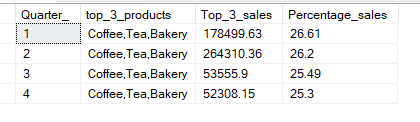 Quarter_ top_3_products Top_3_sales Percentage_sales
1 Coffee,Tea,Bakery 178499.63 26.61
2 Coffee,Tea,Bakery 264310.36 26.2
3 Coffee,Tea,Bakery 53555.9 25.49
4 Coffee,Tea,Bakery 52308.15 25.3